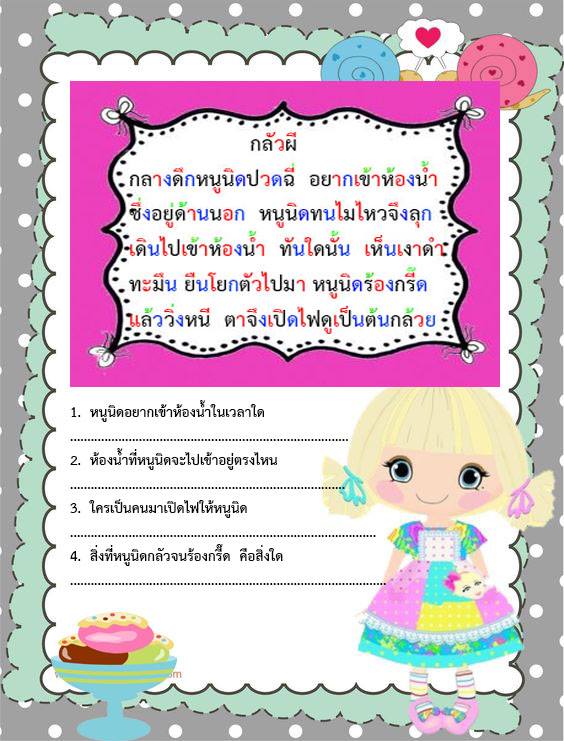 กลัวผี
กลางดึกหนูนิดปวดฉี่ อยากเข้าห้องน้ำ
ซึ่งอยู่ด้านนอก หนูนิดทนไม่ไหวจึงลุก
เดินไปเข้าห้องน้ำ ทันใดนั้น เห็นเงาดำ
ทะมึน ยืนโยกตัวไปมา หนูนิดร้องกรี๊ด
แล้ววิ่งหนี ตาจึงเปิดไฟดูเป็นต้นกล้วย
1. หนูนิดอยากเข้าห้องน้ำในเวลาใด
2. ห้องน้ำที่หนูนิดจะไปเข้าอยู่ตรงไหน
3. ใครเป็นคนมาเปิดไฟให้หนูนิด
4. สิ่งที่หนูนิดกลัวจนร้องกรี๊ด คือสิ่งใด